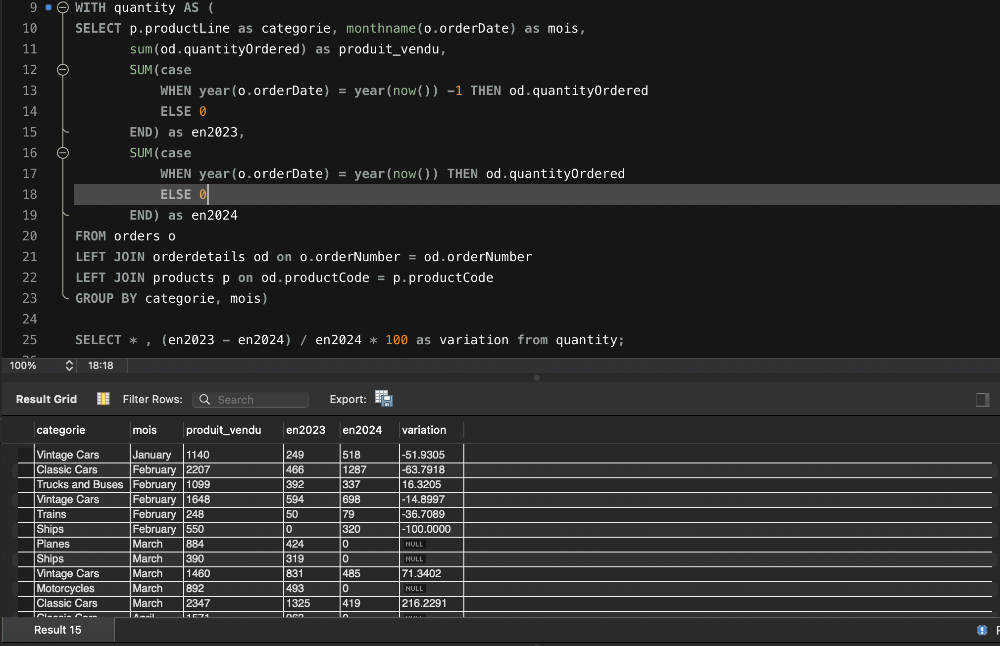 9 WITH quantity AS (
10 SELECT p.productLine as categorie, monthname(o.orderDate) as mois,
11 sum(od.quantityOrdered) as produit_vendu,
12 SUM(case
13 WHEN year(o.orderDate) = year(now()) -1 THEN od.quantityOrdered
14 ELSE 0
15 END) as en2023,
16 SUM(case
17 WHEN year(o.orderDate) = year(now()) THEN od.quantityOrdered
18 ELSE 0
19 END) as en2024
20 FROM orders o
21 LEFT JOIN orderdetails od on o.orderNumber = od.orderNumber
22 LEFT JOIN products p on od.productCode = p.productCode
23 GROUP BY categorie, mois)
24
25 SELECT * , (en2023 - en2024) / en2024 * 100 as variation from quantity;
26
100% 18:18
Result Grid Filter Rows: Search Export:
categorie mois produit_vendu en2023 en2024 variation
Vintage Cars January 1140 249 518 -51.9305
Classic Cars February 2207 466 1287 -63.7918
Trucks and Buses February 1099 392 337 16.3205
Vintage Cars February 1648 594 698 -14.8997
Trains February 248 50 79 -36.7089
Ships February 550 0 320 -100.0000
Planes March 884 424 0 NULL
Ships March 390 319 0 NULL
Vintage Cars March 1460 831 485 71.3402
Motorcycles March 892 493 0 NULL
Classic Cars March 2347 1325 419 216.2291
Classic Cars April 1571 963 0 NULL
Result 15